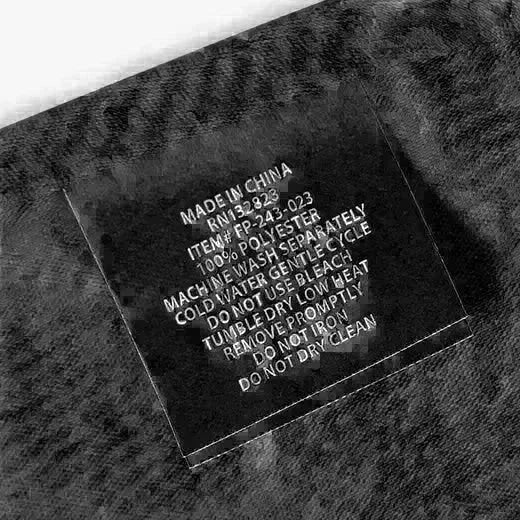 MADE IN CHINA
RN132823
ITEM# FP-243-023
100% POLYESTER
MACHINE WASH SEPARATELY
COLD WATER GENTLE CYCLE
DO NOT USE BLEACH
TUMBLE DRY LOW HEAT
REMOVE PROMPTLY
DO NOT IRON
DO NOT DRY CLEAN